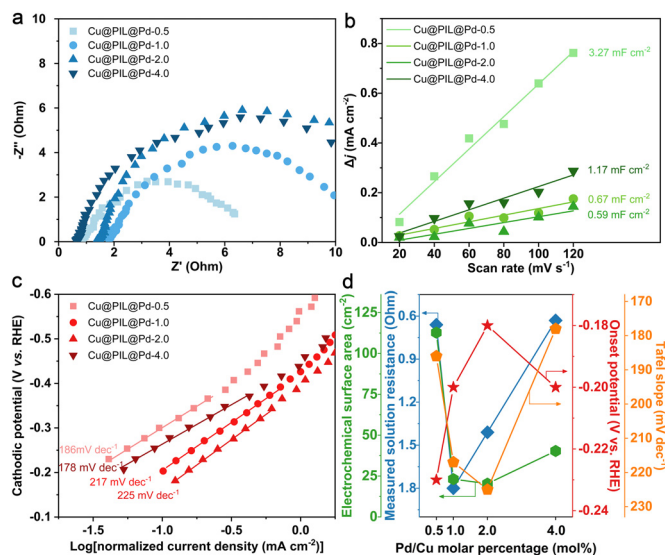 a
Cu@PIL@Pd-0.5
Cu@PIL@Pd-1.0
Cu@PIL@Pd-2.0
Cu@PIL@Pd-4.0
-Z'' (Ohm)
8
6
4
2
0
0 2 4 6 8 10
Z' (Ohm)
b
Cu@PIL@Pd-0.5
Cu@PIL@Pd-1.0
Cu@PIL@Pd-2.0
Cu@PIL@Pd-4.0
3.27 mF cm⁻²
1.17 mF cm⁻²
0.67 mF cm⁻²
0.59 mF cm⁻²
Δj (mA cm⁻²)
0.8
0.4
0.2
0.0
20 40 60 80 100 120
Scan rate (mV s⁻¹)
c
Cu@PIL@Pd-0.5
Cu@PIL@Pd-1.0
Cu@PIL@Pd-2.0
Cu@PIL@Pd-4.0
186mV dec⁻¹
178 mV dec⁻¹
217 mV dec⁻¹
225 mV dec⁻¹
Cathodic potential (V vs. RHE)
-0.6
-0.5
-0.4
-0.3
-0.2
-0.1
-1.5 -1.0 -0.5 0.0
Log[normalized current density (mA cm⁻²)]
d
Electrochemical surface area (cm⁻²)
125
100
75
50
25
0
Measured solution resistance (Ohm)
0.6
0.9
1.2
1.5
1.8
Onset potential (V vs. RHE)
-0.18
-0.20
-0.22
-0.24
Tafel slope (mV dec⁻¹)
170
180
190
200
210
220
230
0.5 1.0 2.0 4.0
Pd/Cu molar percentage (mol%)